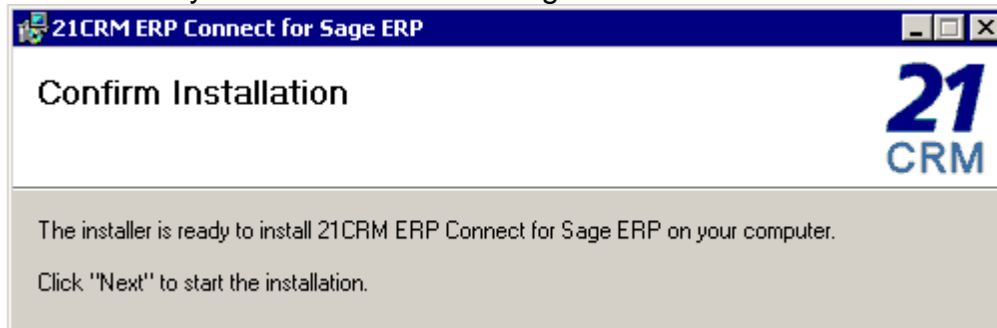 21CRM ERP Connect for Sage ERP
Confirm Installation
21
CRM
The installer is ready to install 21CRM ERP Connect for Sage ERP on your computer.
Click "Next" to start the installation.